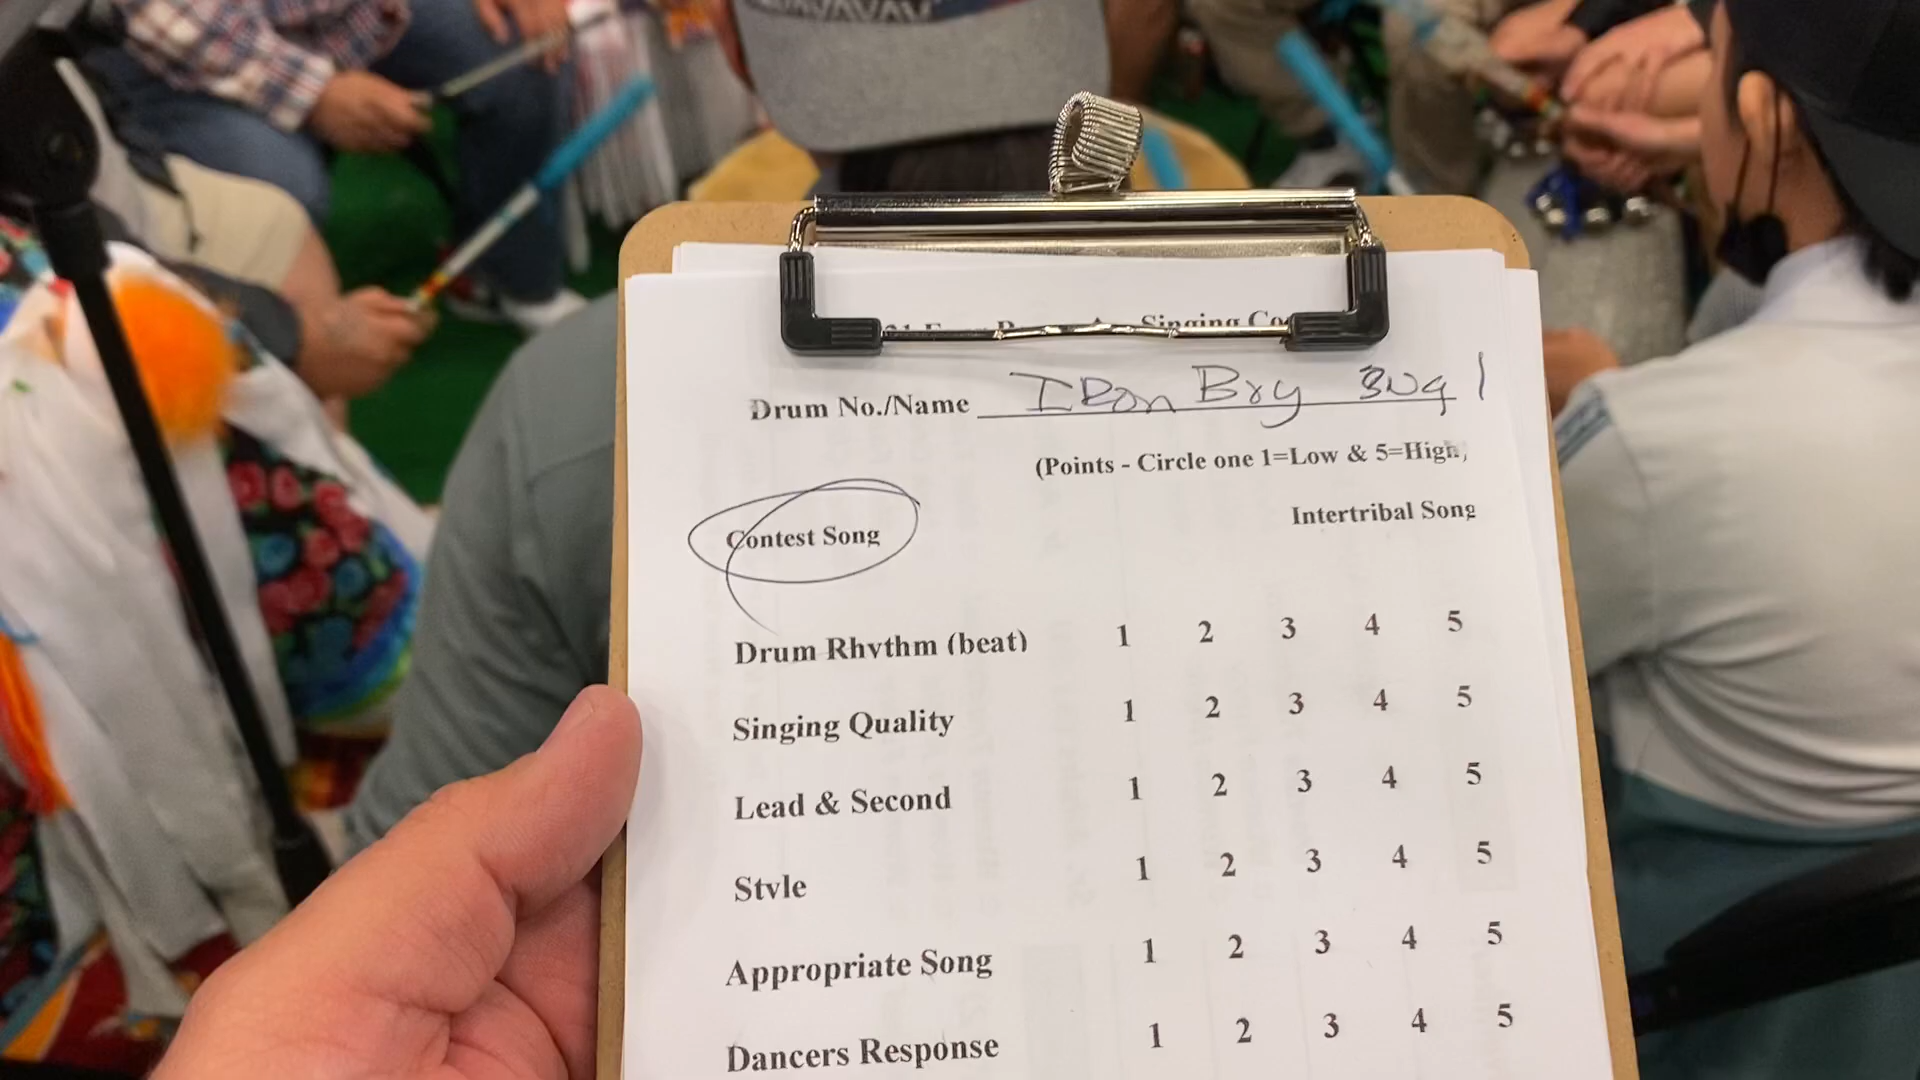 Singing Co
Drum No./Name IRon Boy
(Points - Circle one 1=Low & 5=High)
Contest Song Intertribal Song
Drum Rhythm (beat) 1 2 3 4 5
Singing Quality 1 2 3 4 5
Lead & Second 1 2 3 4 5
Style 1 2 3 4 5
Appropriate Song 1 2 3 4 5
Dancers Response 1 2 3 4 5